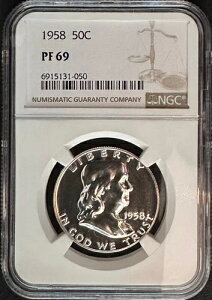 1958 50C
PF 69
6915131-050
NUMISMATIC GUARANTY COMPANY
NGC
LIBERTY
1958
IN GOD WE TRUST